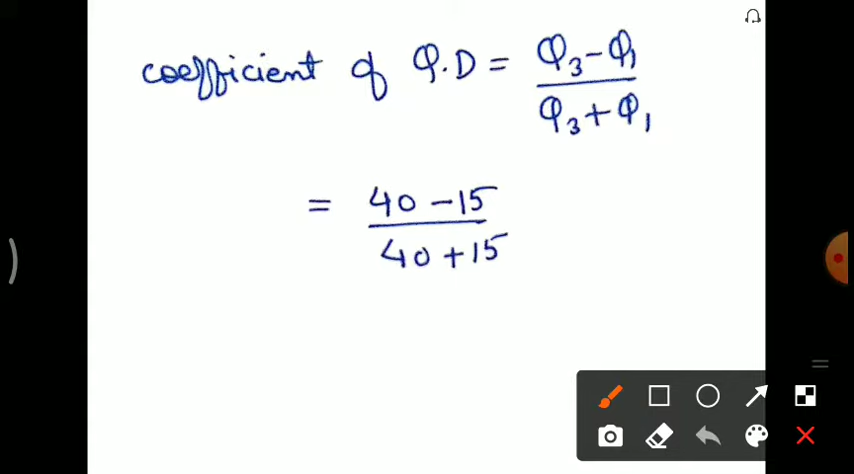 coefficient of Q.D = Q₃-Q₁ / Q₃+Q₁
= 40-15 / 40+15